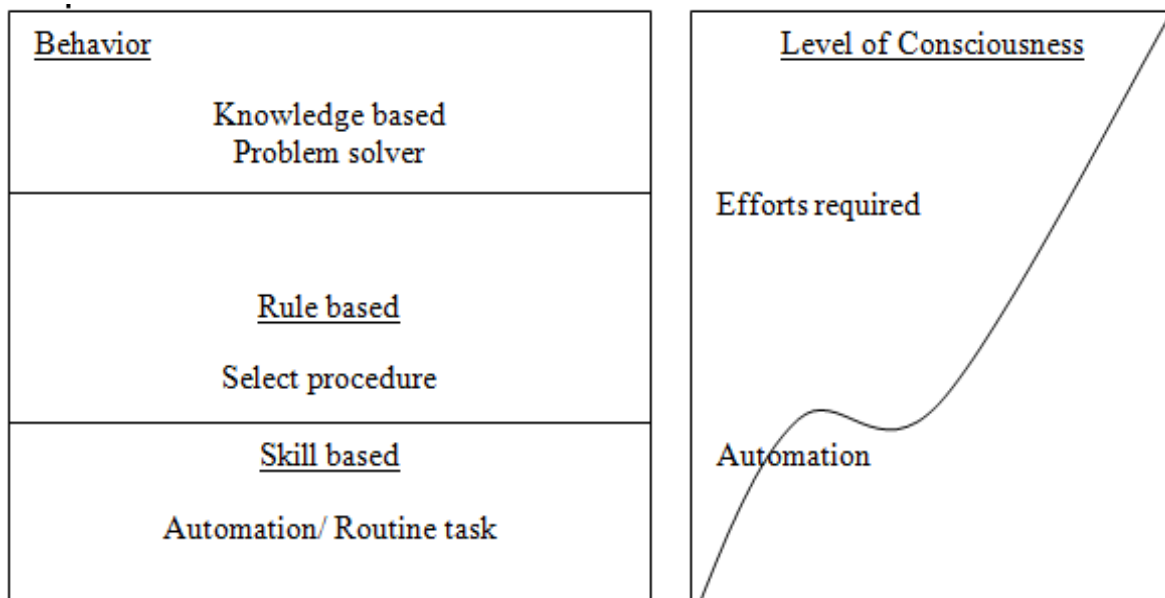 Behavior
Knowledge based
Problem solver
Rule based
Select procedure
Skill based
Automation/ Routine task
Level of Consciousness
Efforts required
Automation